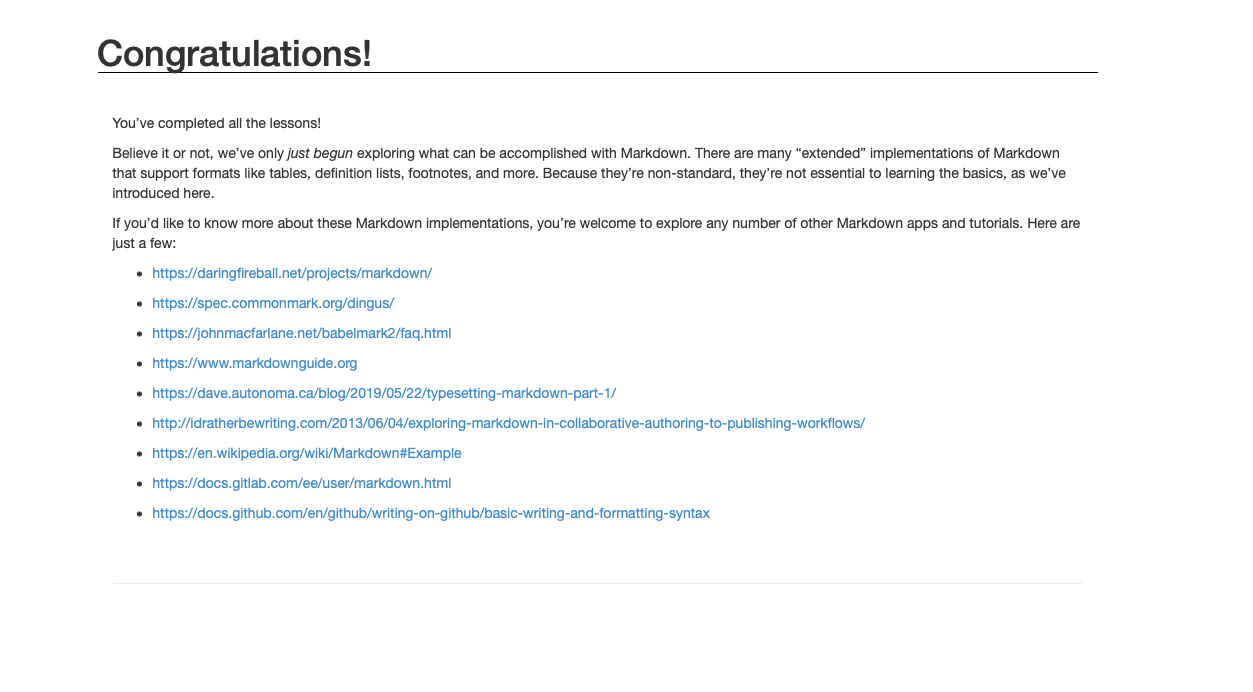 Congratulations!
You’ve completed all the lessons!
Believe it or not, we’ve only just begun exploring what can be accomplished with Markdown. There are many “extended” implementations of Markdown
that support formats like tables, definition lists, footnotes, and more. Because they’re non-standard, they’re not essential to learning the basics, as we’ve
introduced here.
If you’d like to know more about these Markdown implementations, you’re welcome to explore any number of other Markdown apps and tutorials. Here are
just a few:
• https://daringfireball.net/projects/markdown/
• https://spec.commonmark.org/dingus/
• https://johnmacfarlane.net/babelmark2/faq.html
• https://www.markdownguide.org
• https://dave.autonoma.ca/blog/2019/05/22/typesetting-markdown-part-1/
• http://idratherbewriting.com/2013/06/04/exploring-markdown-in-collaborative-authoring-to-publishing-workflows/
• https://en.wikipedia.org/wiki/Markdown#Example
• https://docs.gitlab.com/ee/user/markdown.html
• https://docs.github.com/en/github/writing-on-github/basic-writing-and-formatting-syntax